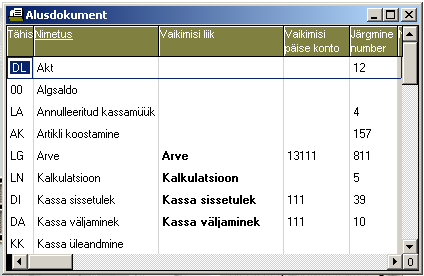 Alusdokument
Tähis Nimetus Vaikimisi liik Vaikimisi päise konto Järgmine number
DL Akt 12
00 Algsaldo
LA Annulleeritud kassamüük 4
AK Artikli koostamine 157
LG Arve Arve 13111 811
LN Kalkulatsioon Kalkulatsioon 5
DI Kassa sissetulek Kassa sissetulek 111 39
DA Kassa väljaminek Kassa väljaminek 111 10
KK Kassa üleandmine
0